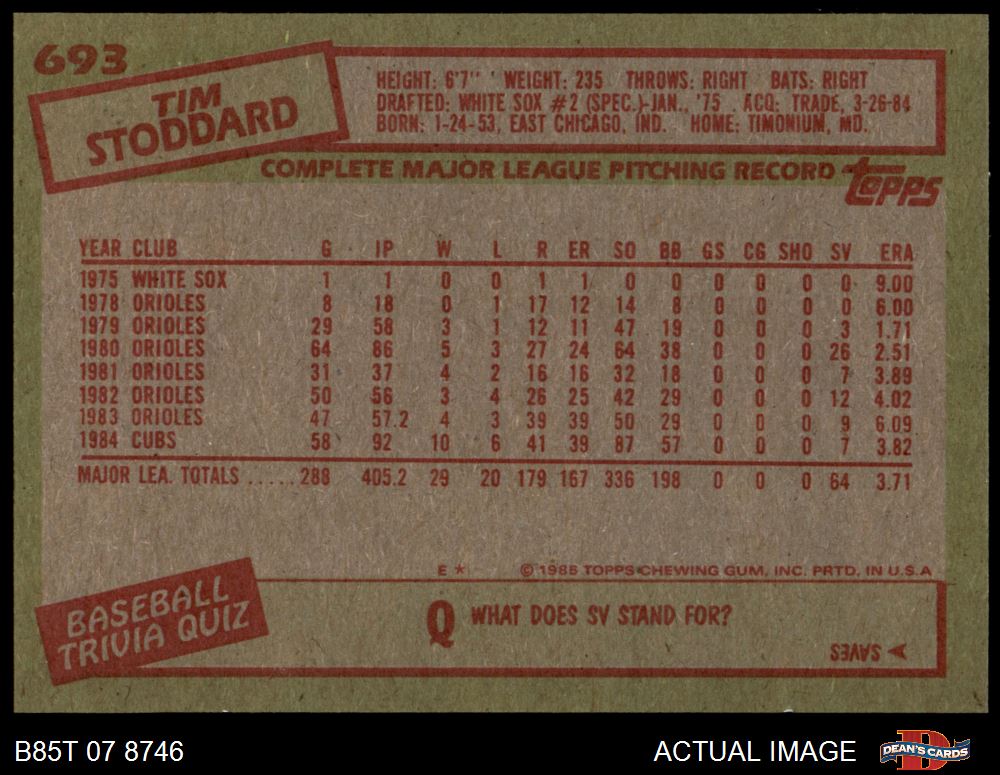 693
TIM
STODDARD
HEIGHT: 6'7" WEIGHT: 235 THROWS: RIGHT BATS: RIGHT
DRAFTED: WHITE SOX #2 (SPEC.)-JAN., '75 ACQ: TRADE, 3-26-84
BORN: 1-24-53, EAST CHICAGO, IND. HOME: TIMONIUM, MD.
COMPLETE MAJOR LEAGUE PITCHING RECORD topps
YEAR CLUB G IP W L R ER SO BB GS CG SHO SV ERA
1975 WHITE SOX 1 1 0 0 1 1 0 0 0 0 0 0 9.00
1978 ORIOLES 8 18 0 1 17 12 14 8 0 0 0 0 6.00
1979 ORIOLES 29 58 3 1 12 11 47 19 0 0 0 3 1.71
1980 ORIOLES 64 86 5 3 27 24 64 38 0 0 0 26 2.51
1981 ORIOLES 31 37 4 2 16 16 32 18 0 0 0 7 3.89
1982 ORIOLES 50 56 3 4 26 25 42 29 0 0 0 12 4.02
1983 ORIOLES 47 57.2 4 3 39 39 50 29 0 0 0 9 6.09
1984 CUBS 58 92 10 6 41 39 87 57 0 0 0 7 3.82
MAJOR LEA. TOTALS ..... 288 405.2 29 20 179 167 336 198 0 0 0 64 3.71
E * © 1985 TOPPS CHEWING GUM, INC. PRTD. IN U.S.A
BASEBALL
TRIVIA QUIZ
Q WHAT DOES SV STAND FOR?
SAVES
B85T 07 8746
ACTUAL IMAGE
D
DEAN'S CARDS